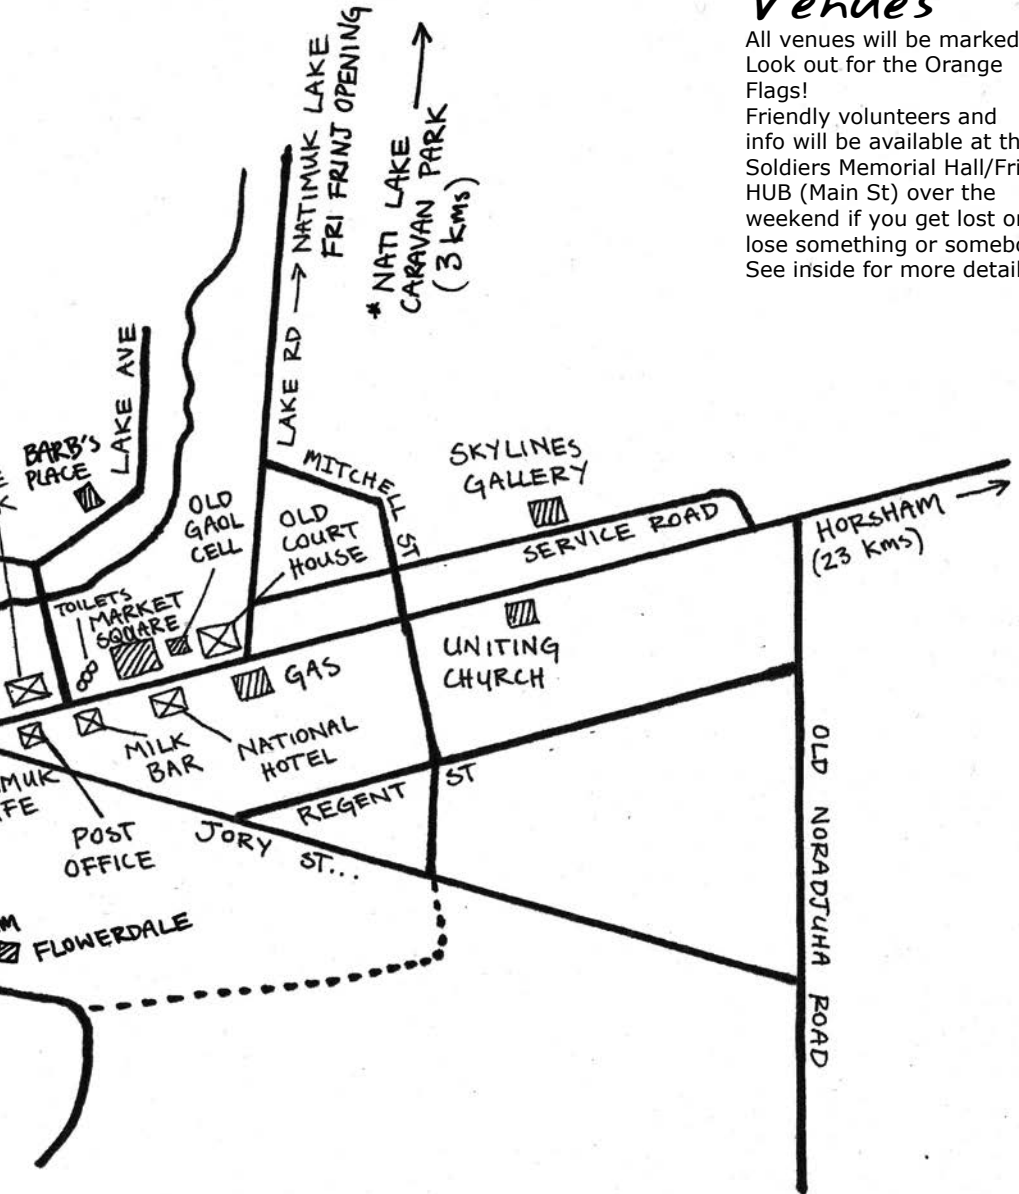 Venues
All venues will be marked
Look out for the Orange
Flags!
Friendly volunteers and
info will be available at th
Soldiers Memorial Hall/Fri
HUB (Main St) over the
weekend if you get lost or
lose something or somebo
See inside for more detail
LAKE RD → NATIMUK LAKE
FRI FRINJ OPENING
* NATI LAKE
CARAVAN PARK
(3 kms)
LAKE AVE
BARB'S
PLACE
MITCHELL ST
SKYLINES
GALLERY
SERVICE ROAD
HORSHAM →
(23 kms)
OLD
GAOL
CELL
OLD
COURT
HOUSE
TOILETS
MARKET
SQUARE
GAS
UNITING
CHURCH
MILK
BAR
NATIONAL
HOTEL
MUK
FE
POST
OFFICE
REGENT ST
JORY ST...
OLD NORADJUHA ROAD
M
FLOWERDALE